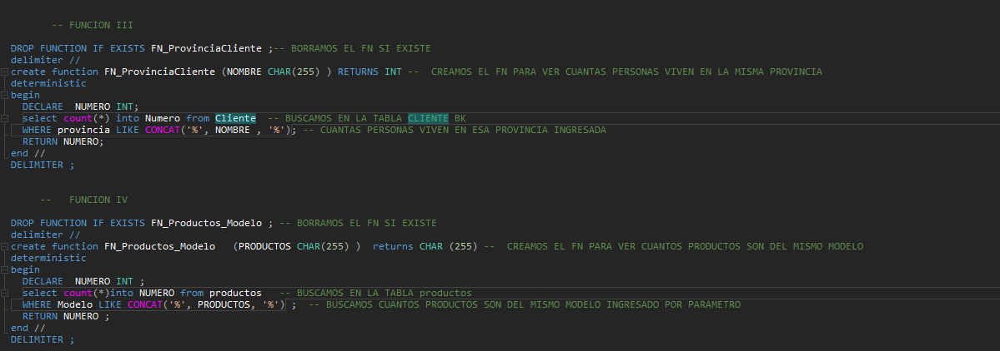 -- FUNCION III
DROP FUNCTION IF EXISTS FN_ProvinciaCliente ;-- BORRAMOS EL FN SI EXISTE
delimiter //
create function FN_ProvinciaCliente (NOMBRE CHAR(255) ) RETURNS INT -- CREAMOS EL FN PARA VER CUANTAS PERSONAS VIVEN EN LA MISMA PROVINCIA
deterministic
begin
DECLARE NUMERO INT;
select count(*) into Numero from Cliente -- BUSCAMOS EN LA TABLA CLIENTE BK
WHERE provincia LIKE CONCAT('%', NOMBRE , '%'); -- CUANTAS PERSONAS VIVEN EN ESA PROVINCIA INGRESADA
RETURN NUMERO;
end //
DELIMITER ;
-- FUNCION IV
DROP FUNCTION IF EXISTS FN_Productos_Modelo ; -- BORRAMOS EL FN SI EXISTE
delimiter //
create function FN_Productos_Modelo (PRODUCTOS CHAR(255) ) returns CHAR (255) -- CREAMOS EL FN PARA VER CUANTOS PRODUCTOS SON DEL MISMO MODELO
deterministic
begin
DECLARE NUMERO INT ;
select count(*)into NUMERO from productos -- BUSCAMOS EN LA TABLA productos
WHERE Modelo LIKE CONCAT('%', PRODUCTOS, '%') ; -- BUSCAMOS CUANTOS PRODUCTOS SON DEL MISMO MODELO INGRESADO POR PARAMETRO
RETURN NUMERO ;
end //
DELIMITER ;